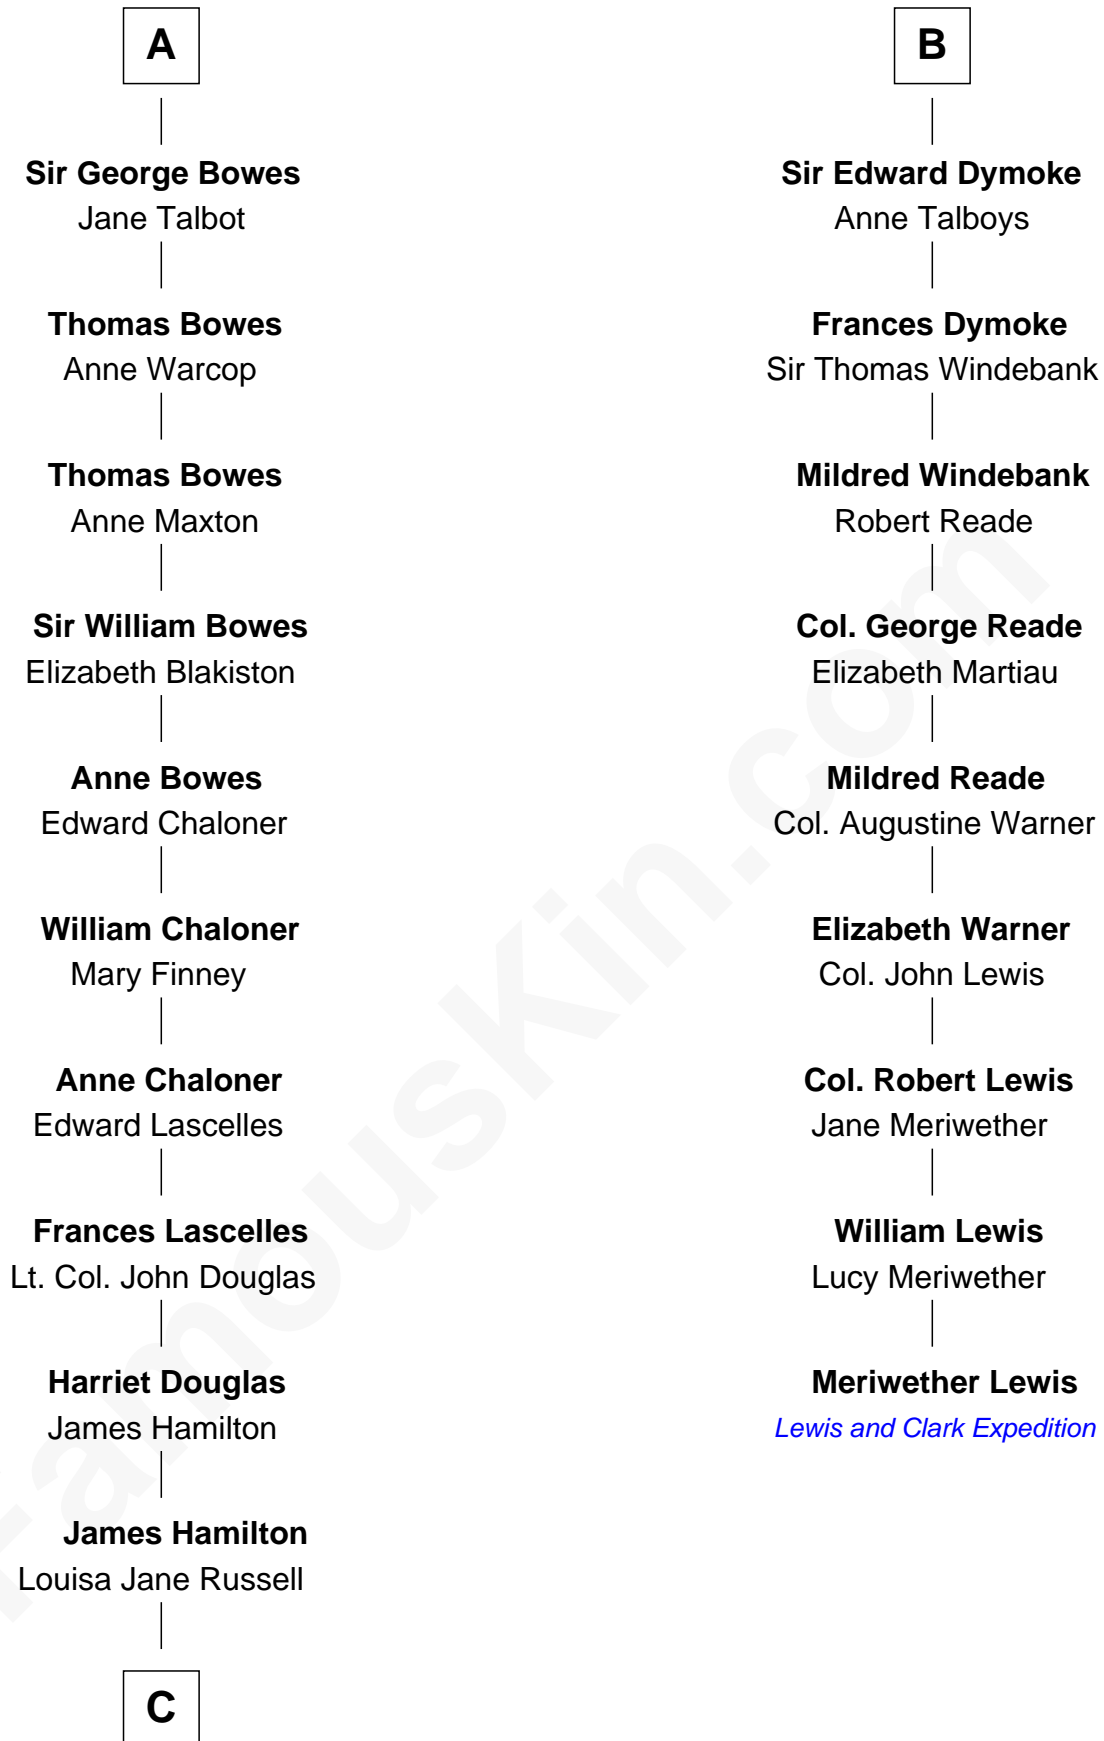 A
Sir George Bowes
Jane Talbot
Thomas Bowes
Anne Warcop
Thomas Bowes
Anne Maxton
Sir William Bowes
Elizabeth Blakiston
Anne Bowes
Edward Chaloner
William Chaloner
Mary Finney
Anne Chaloner
Edward Lascelles
Frances Lascelles
Lt. Col. John Douglas
Harriet Douglas
James Hamilton
James Hamilton
Louisa Jane Russell
C
B
Sir Edward Dymoke
Anne Talboys
Frances Dymoke
Sir Thomas Windebank
Mildred Windebank
Robert Reade
Col. George Reade
Elizabeth Martiau
Mildred Reade
Col. Augustine Warner
Elizabeth Warner
Col. John Lewis
Col. Robert Lewis
Jane Meriwether
William Lewis
Lucy Meriwether
Meriwether Lewis
Lewis and Clark Expedition
FamousKin.com